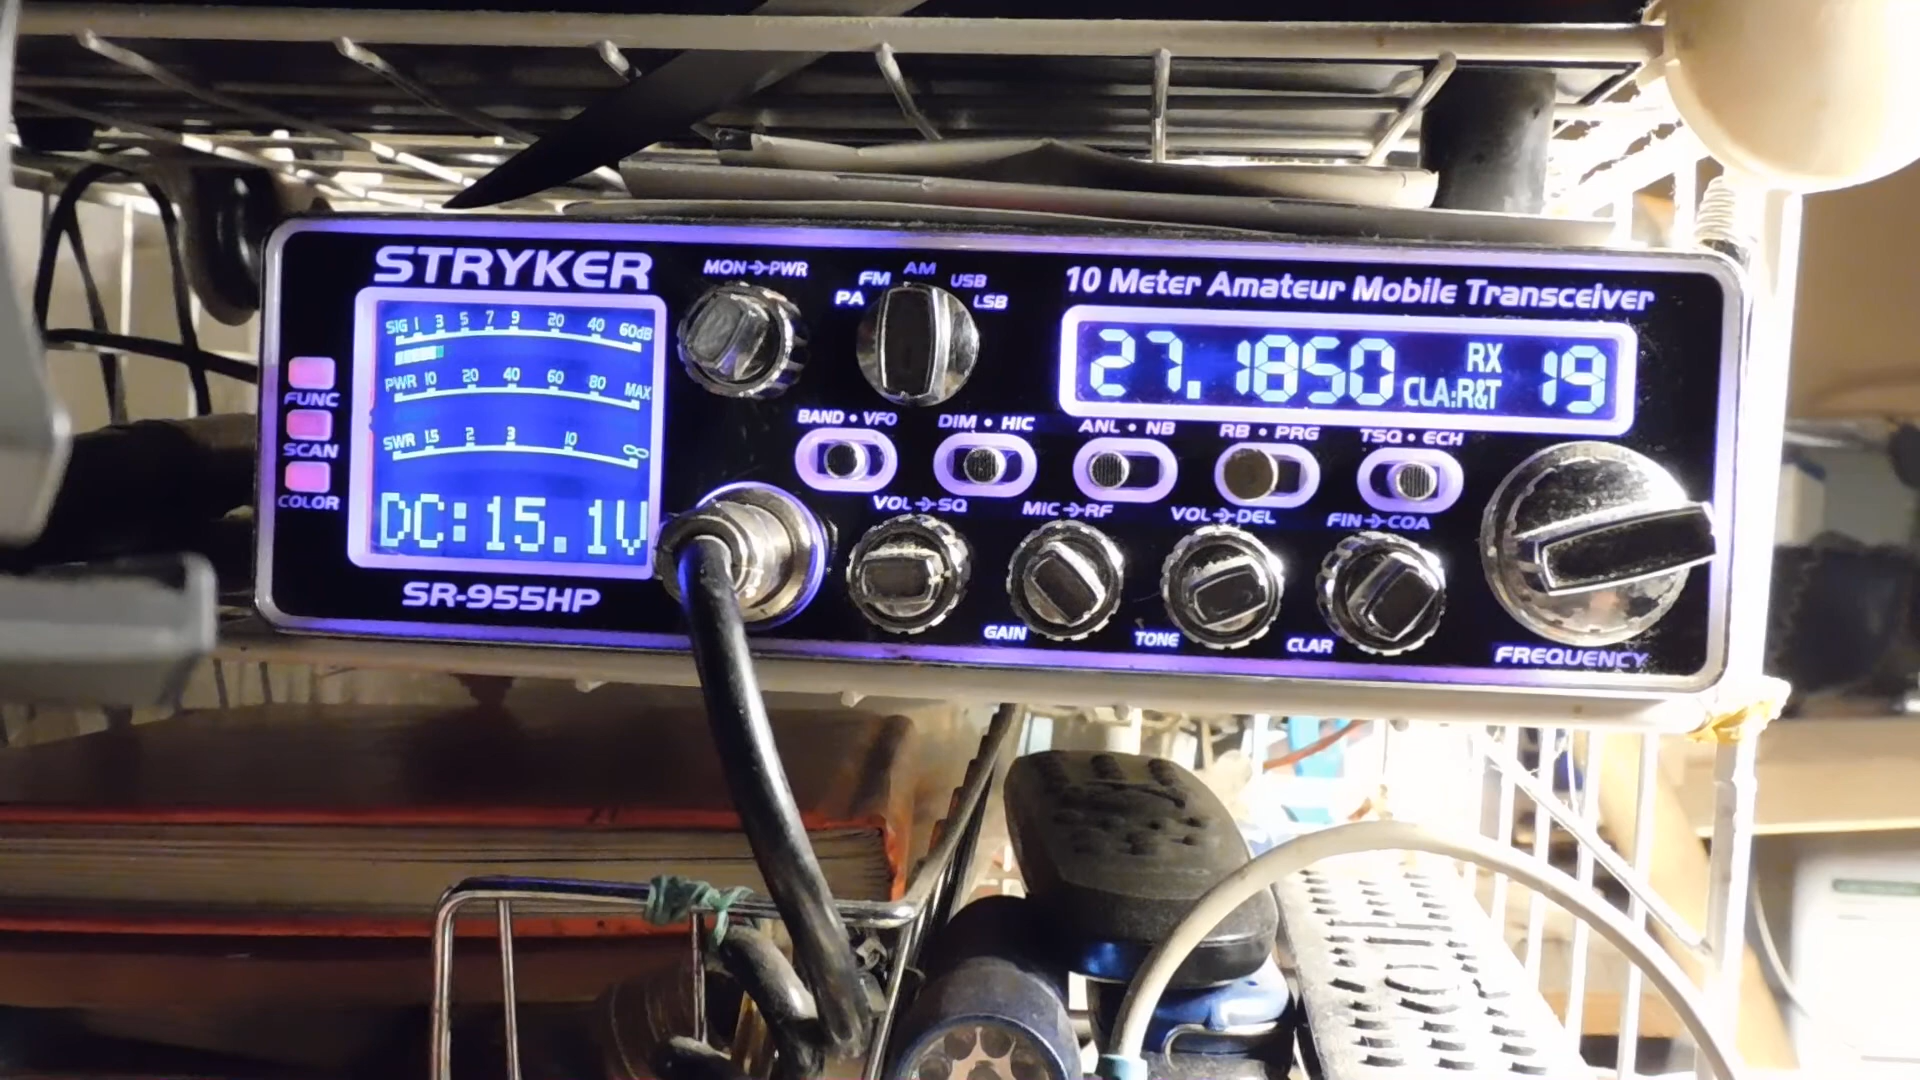 STRYKER
SIG 1 3 5 7 9 20 40 60dB
PWR 10 20 40 60 80 MAX
SWR 1.5 2 3 10 ∞
DC:15.1V
SR-955HP
FUNC
SCAN
COLOR
MON→PWR
PA FM AM USB LSB
10 Meter Amateur Mobile Transceiver
27.1850 RX CLA:R&T 19
BAND • VFO
DIM • HIC
ANL • NB
RB • PRG
TSQ • ECH
VOL→SQ
MIC→RF
VOL→DEL
FIN→COA
GAIN
TONE
CLAR
FREQUENCY